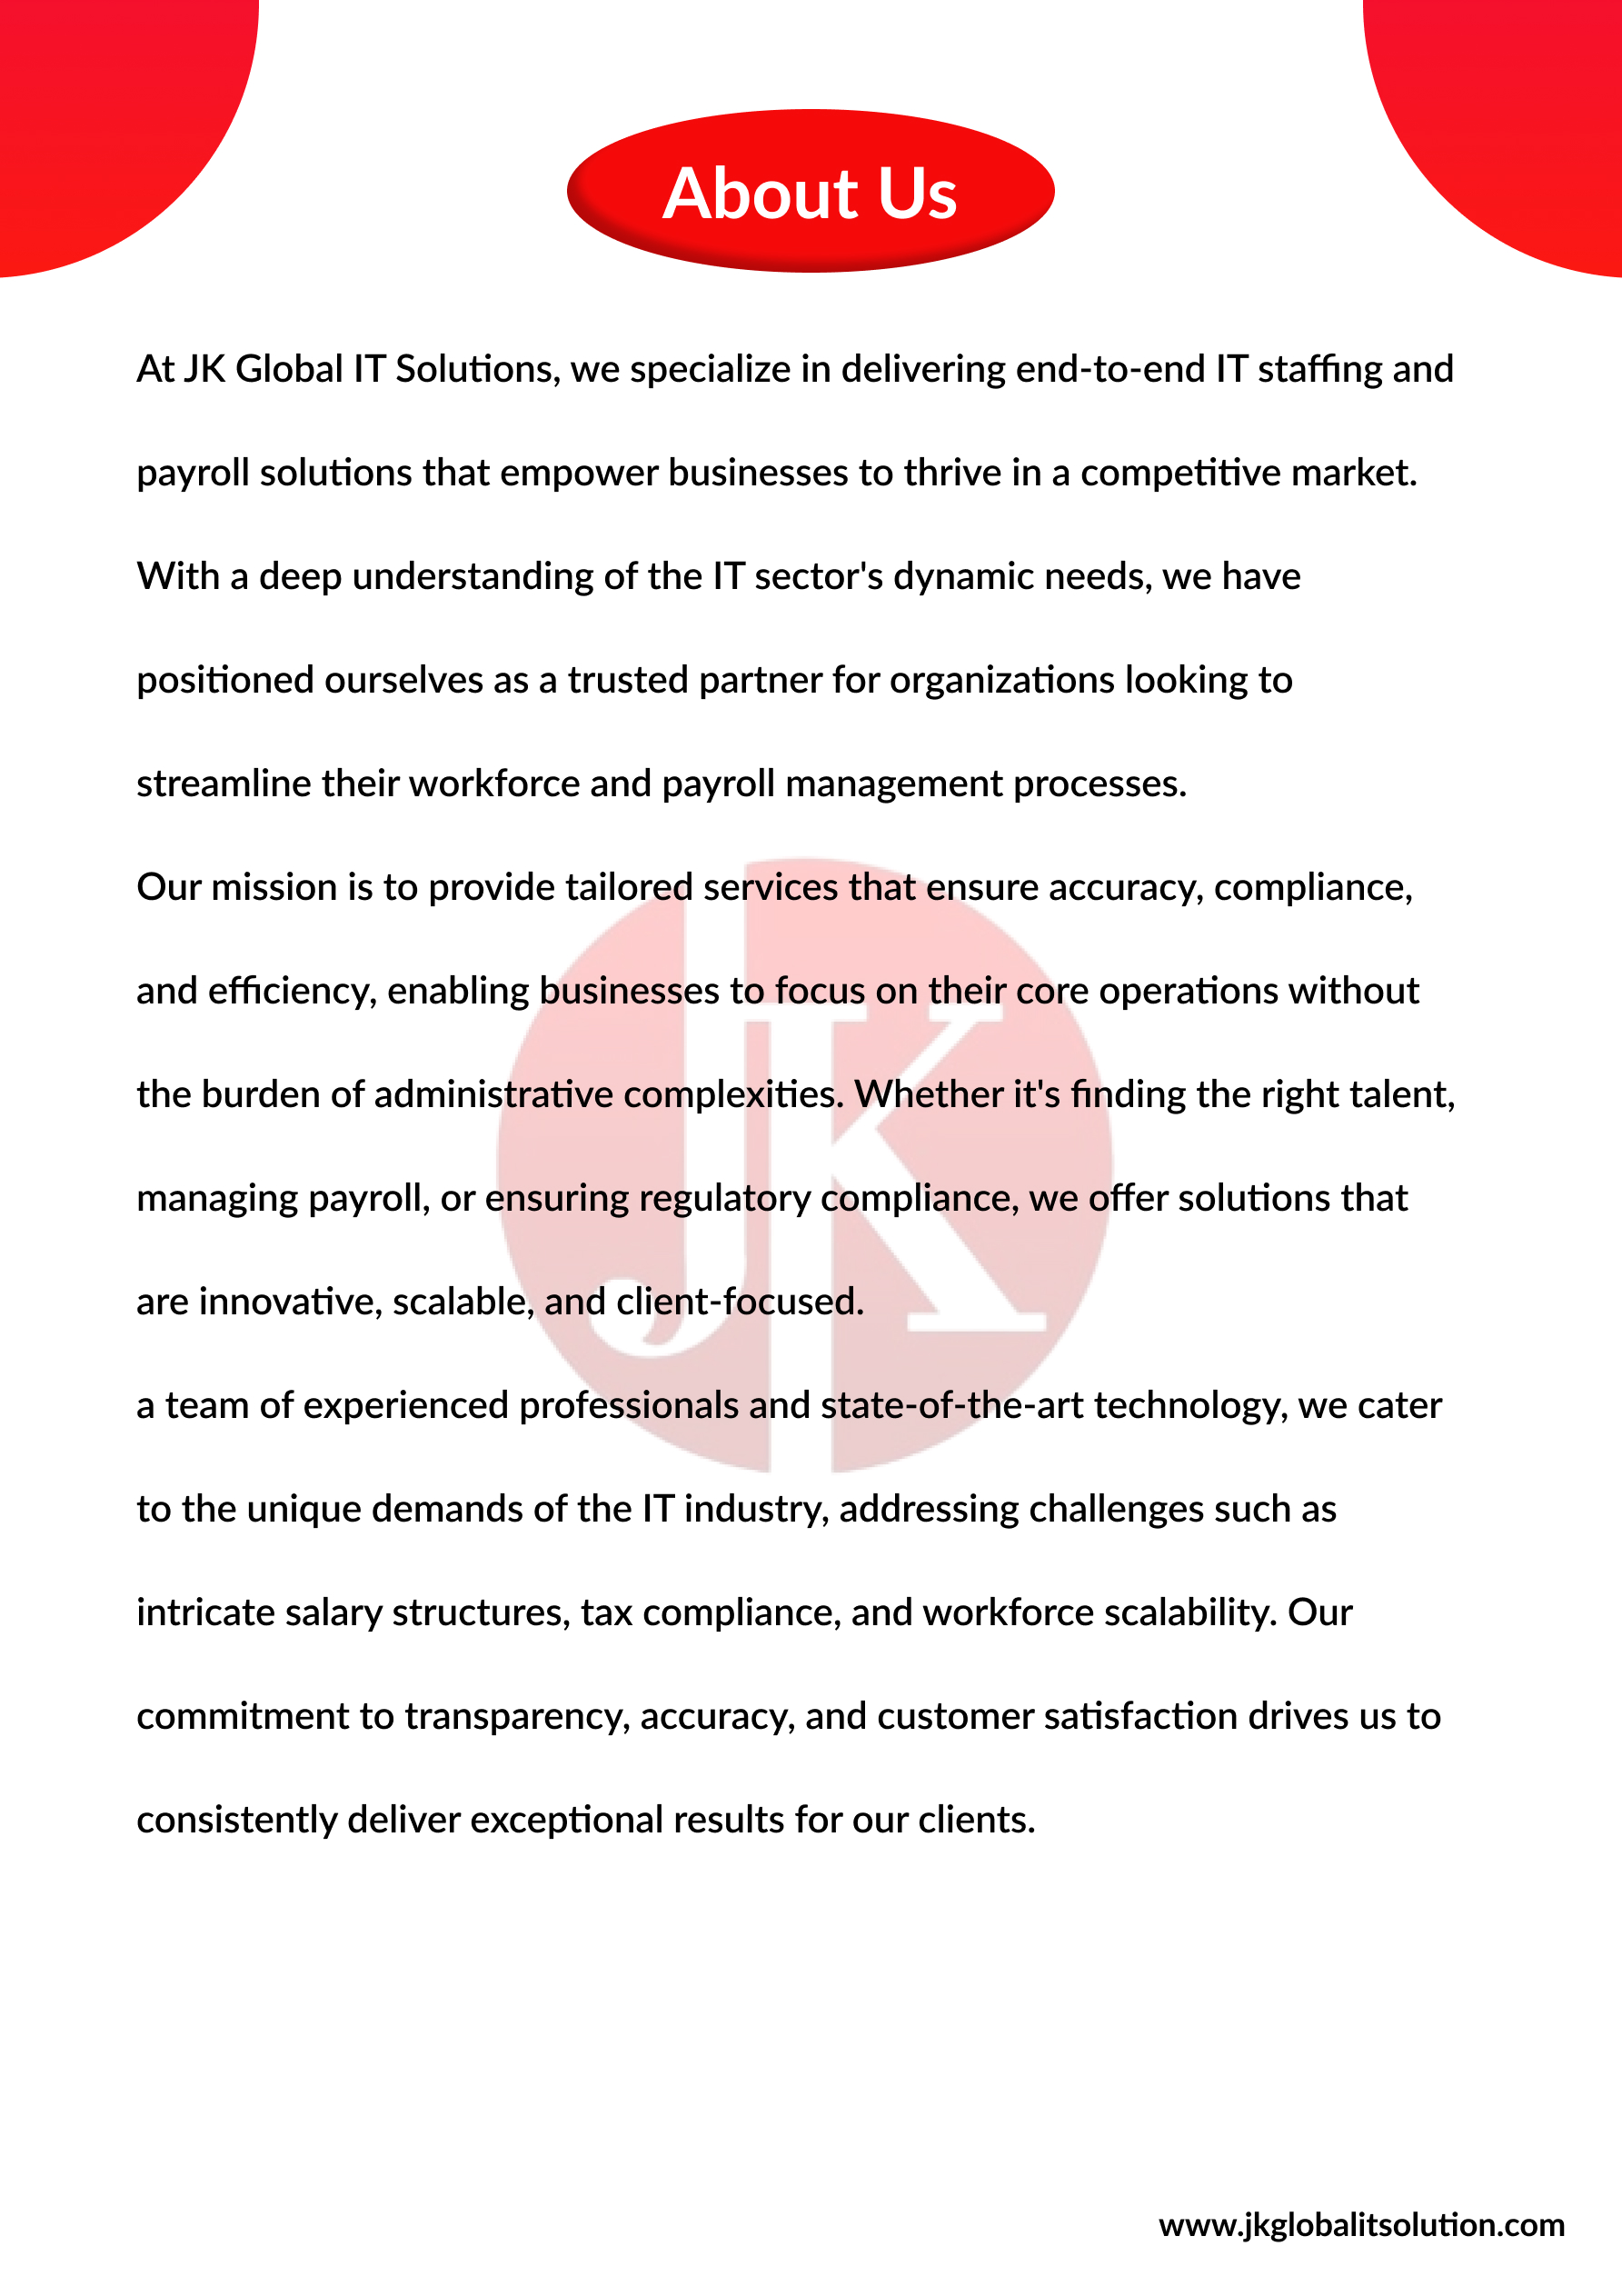 About Us
At JK Global IT Solutions, we specialize in delivering end-to-end IT staffing and
payroll solutions that empower businesses to thrive in a competitive market.
With a deep understanding of the IT sector's dynamic needs, we have
positioned ourselves as a trusted partner for organizations looking to
streamline their workforce and payroll management processes.
Our mission is to provide tailored services that ensure accuracy, compliance,
and efficiency, enabling businesses to focus on their core operations without
the burden of administrative complexities. Whether it's finding the right talent,
managing payroll, or ensuring regulatory compliance, we offer solutions that
are innovative, scalable, and client-focused.
a team of experienced professionals and state-of-the-art technology, we cater
to the unique demands of the IT industry, addressing challenges such as
intricate salary structures, tax compliance, and workforce scalability. Our
commitment to transparency, accuracy, and customer satisfaction drives us to
consistently deliver exceptional results for our clients.
JK
www.jkglobalitsolution.com